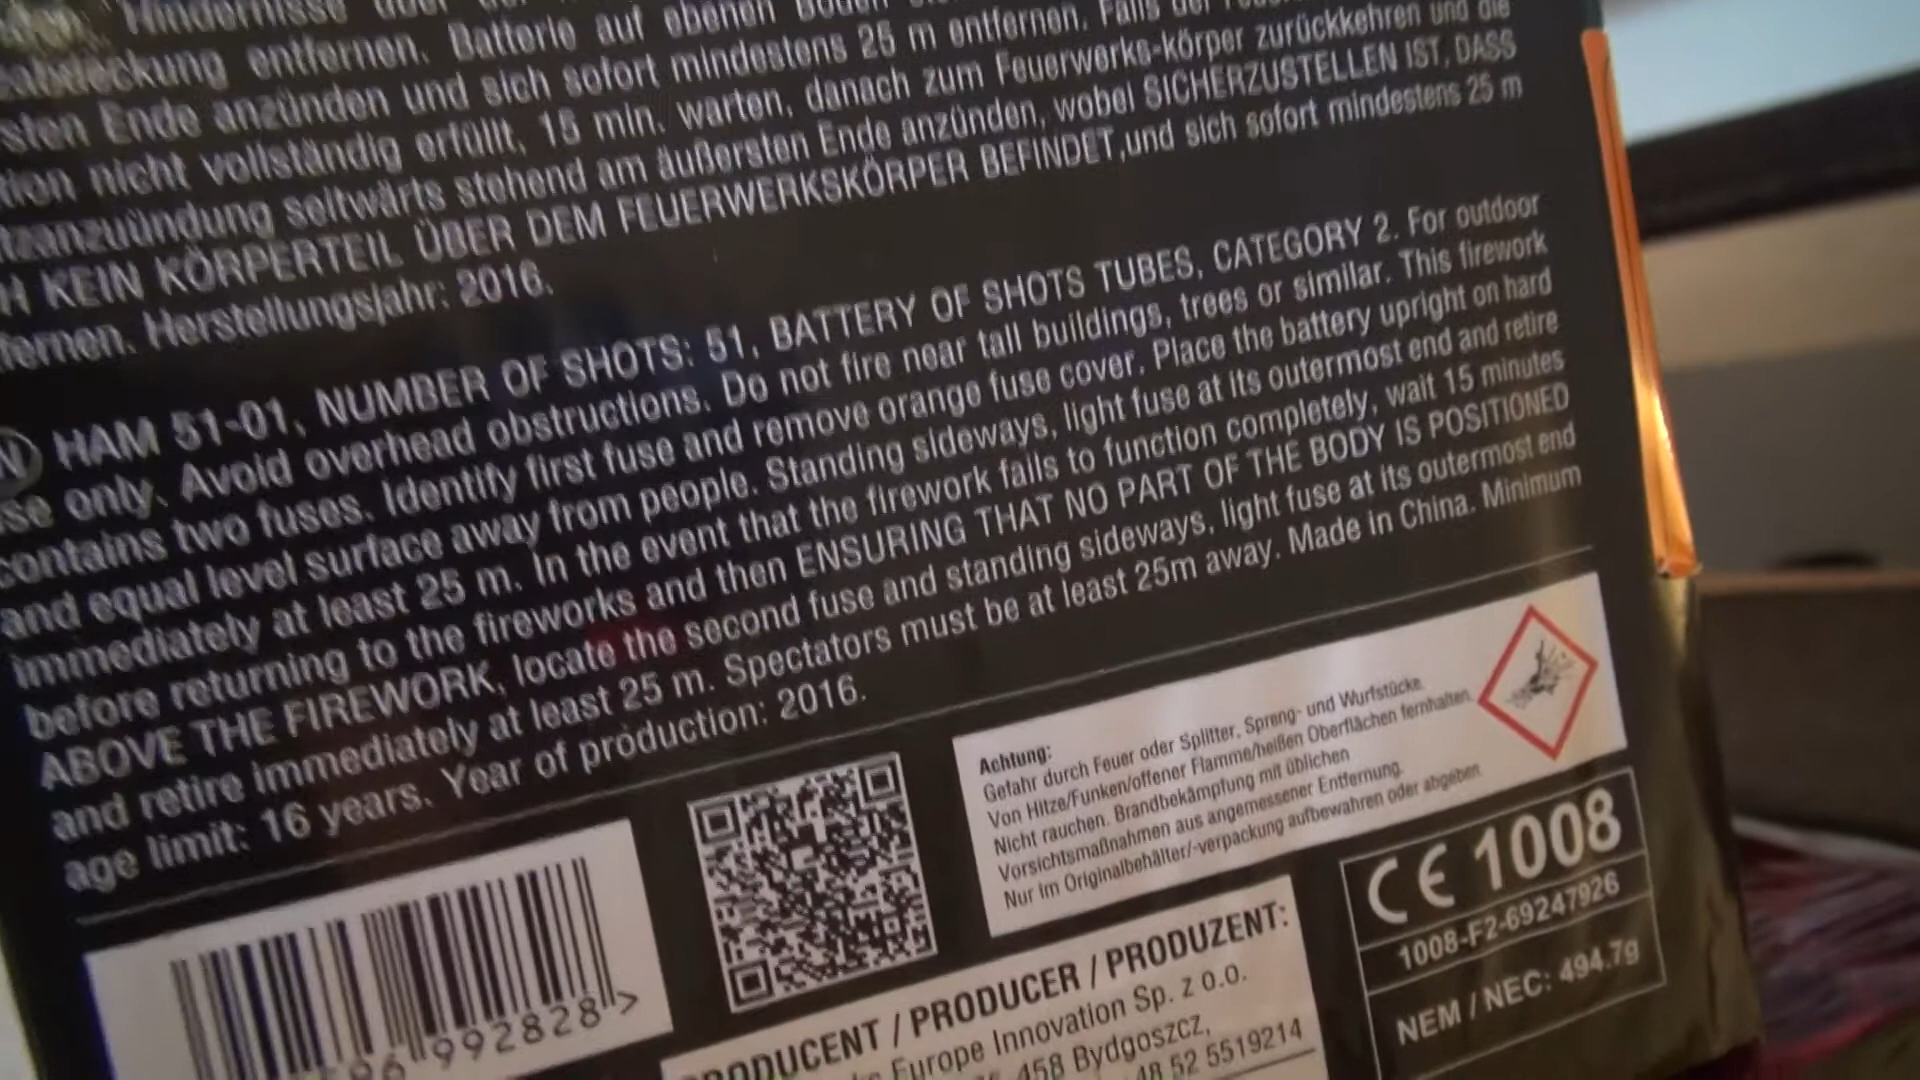 Hindernisse über der
entfernen. Batterie auf ebenen Boden
sten Ende anzünden und sich sofort mindestens 25 m entfernen. Falls der
tion nicht vollständig erfüllt, 15 min. warten, danach zum Feuerwerks-körper zurückkehren und die
tzanzuündung seitwärts stehend am äußersten Ende anzünden, wobei SICHERZUSTELLEN IST, DASS
H KEIN KÖRPERTEIL ÜBER DEM FEUERWERKSKÖRPER BEFINDET,und sich sofort mindestens 25 m
fernen. Herstellungsjahr: 2016.
N HAM 51-01, NUMBER OF SHOTS: 51, BATTERY OF SHOTS TUBES, CATEGORY 2. For outdoor
se only. Avoid overhead obstructions. Do not fire near tall buildings, trees or similar. This firework
contains two fuses. Identify first fuse and remove orange fuse cover. Place the battery upright on hard
and equal level surface away from people. Standing sideways, light fuse at its outermost end and retire
immediately at least 25 m. In the event that the firework fails to function completely, wait 15 minutes
before returning to the fireworks and then ENSURING THAT NO PART OF THE BODY IS POSITIONED
ABOVE THE FIREWORK, locate the second fuse and standing sideways, light fuse at its outermost end
and retire immediately at least 25 m. Spectators must be at least 25m away. Made in China. Minimum
age limit: 16 years. Year of production: 2016.
Achtung:
Gefahr durch Feuer oder Splitter, Spreng- und Wurfstücke.
Von Hitze/Funken/offener Flamme/heißen Oberflächen fernhalten.
Nicht rauchen. Brandbekämpfung mit üblichen
Vorsichtsmaßnahmen aus angemessener Entfernung.
Nur im Originalbehälter/-verpackung aufbewahren oder abgeben.
CE 1008
1008-F2-69247926
NEM / NEC: 494.7g
992828>
PRODUCENT / PRODUCER / PRODUZENT:
Europe Innovation Sp. z o.o.
458 Bydgoszcz,
48 52 5519214